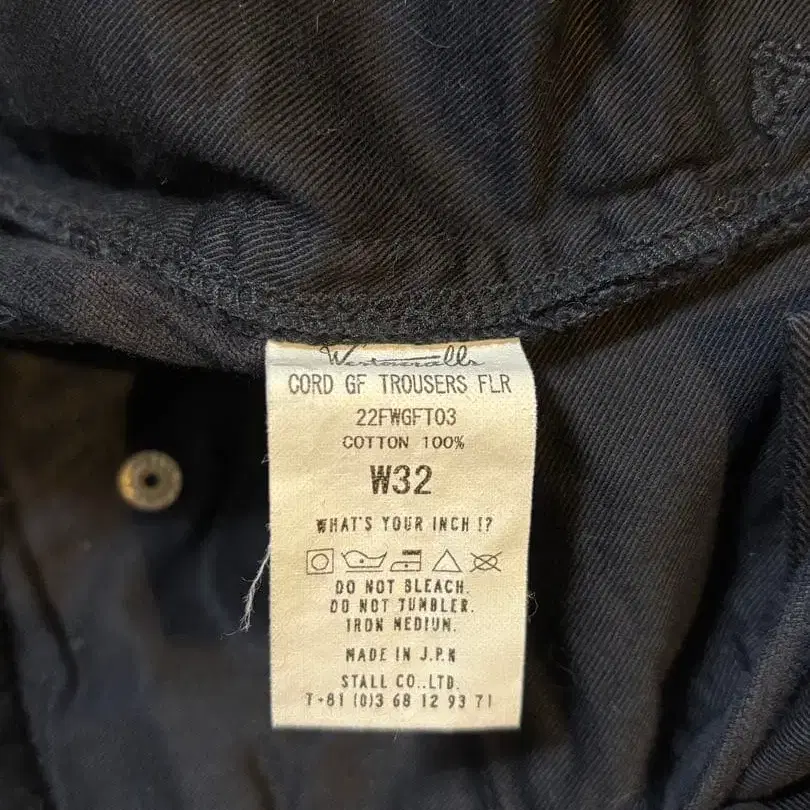 Westoveralls
CORD GF TROUSERS FLR
22FWGFT03
COTTON 100%
W32
WHAT'S YOUR INCH !?
DO NOT BLEACH.
DO NOT TUMBLER.
IRON MEDIUM.
MADE IN J.P.N
STALL CO.,LTD.
T+81 (0)3 68 12 93 71